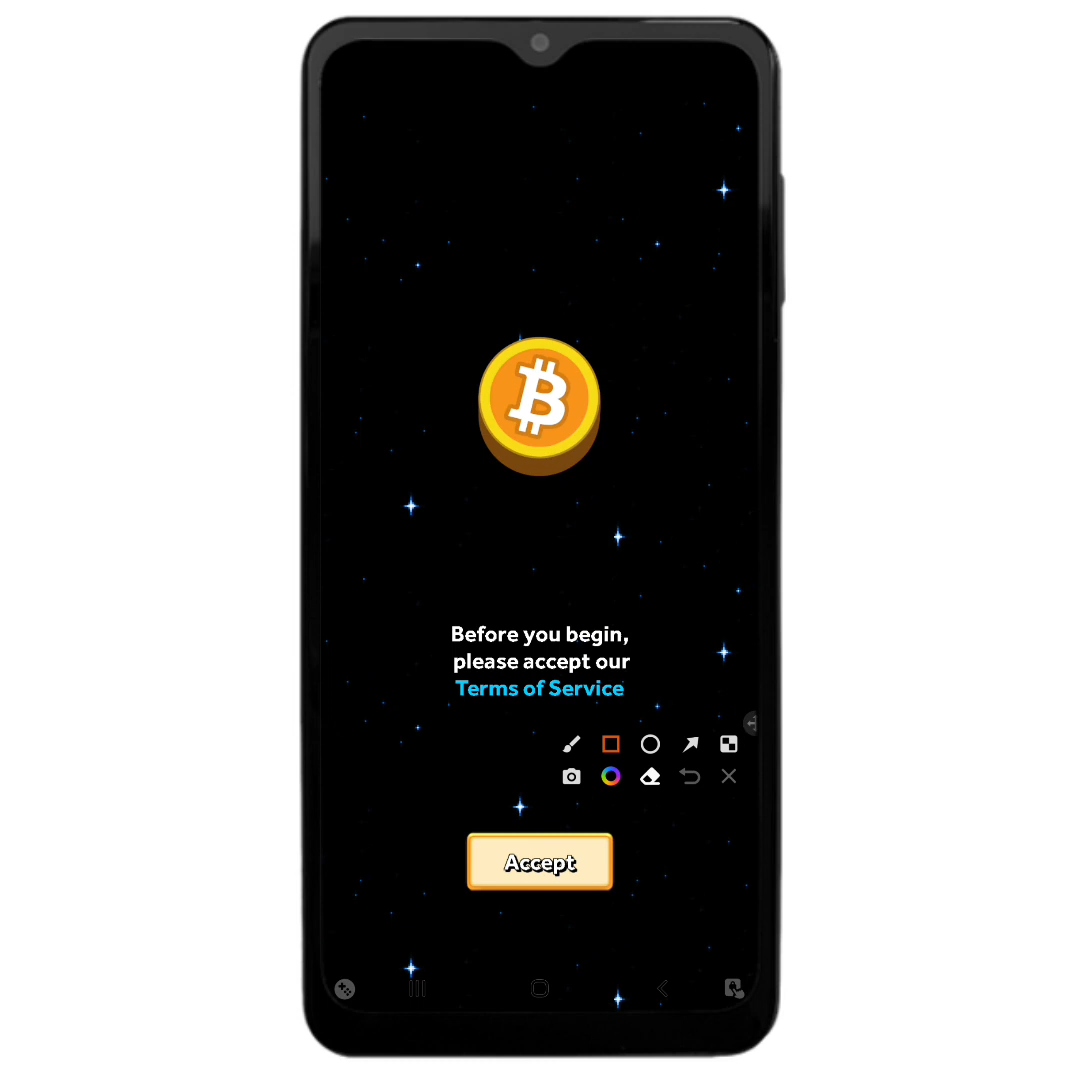 Before you begin,
please accept our
Terms of Service
Accept